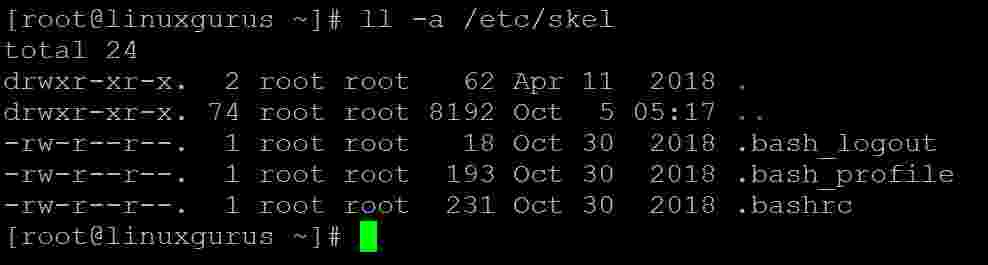 [root@linuxgurus ~]# ll -a /etc/skel
total 24
drwxr-xr-x.  2 root root   62 Apr 11  2018 .
drwxr-xr-x. 74 root root 8192 Oct  5 05:17 ..
-rw-r--r--.  1 root root   18 Oct 30  2018 .bash_logout
-rw-r--r--.  1 root root  193 Oct 30  2018 .bash_profile
-rw-r--r--.  1 root root  231 Oct 30  2018 .bashrc
[root@linuxgurus ~]#